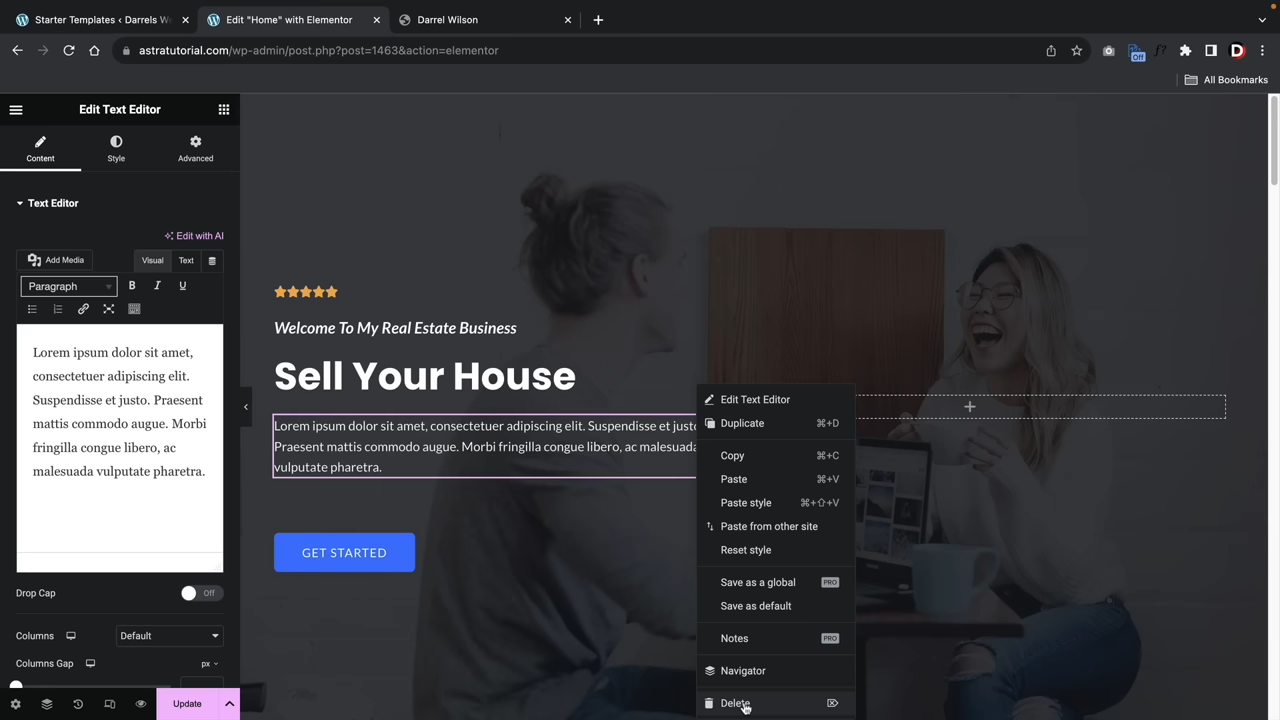 Starter Templates ‹ Darrels We
Edit "Home" with Elementor
Darrel Wilson
astratutorial.com/wp-admin/post.php?post=1463&action=elementor
Off
D
All Bookmarks
Edit Text Editor
Content
Style
Advanced
Text Editor
Edit with AI
Add Media
Visual
Text
Paragraph
B
I
U
Lorem ipsum dolor sit amet,
consectetuer adipiscing elit.
Suspendisse et justo. Praesent
mattis commodo augue. Morbi
fringilla congue libero, ac
malesuada vulputate pharetra.
Drop Cap
Off
Columns
Default
Columns Gap
px
Update
Welcome To My Real Estate Business
Sell Your House
Lorem ipsum dolor sit amet, consectetuer adipiscing elit. Suspendisse et justo
Praesent mattis commodo augue. Morbi fringilla congue libero, ac malesuada
vulputate pharetra.
GET STARTED
Edit Text Editor
Duplicate ⌘+D
Copy ⌘+C
Paste ⌘+V
Paste style ⌘+⇧+V
Paste from other site
Reset style
Save as a global PRO
Save as default
Notes PRO
Navigator
Delete ⌦